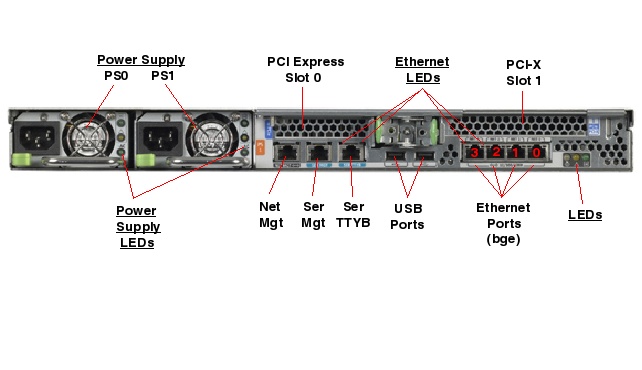 Power Supply
PS0 PS1
PCI Express
Slot 0
Ethernet
LEDs
PCI-X
Slot 1
3 2 1 0
Power
Supply
LEDs
Net
Mgt
Ser
Mgt
Ser
TTYB
USB
Ports
Ethernet
Ports
(bge)
LEDs